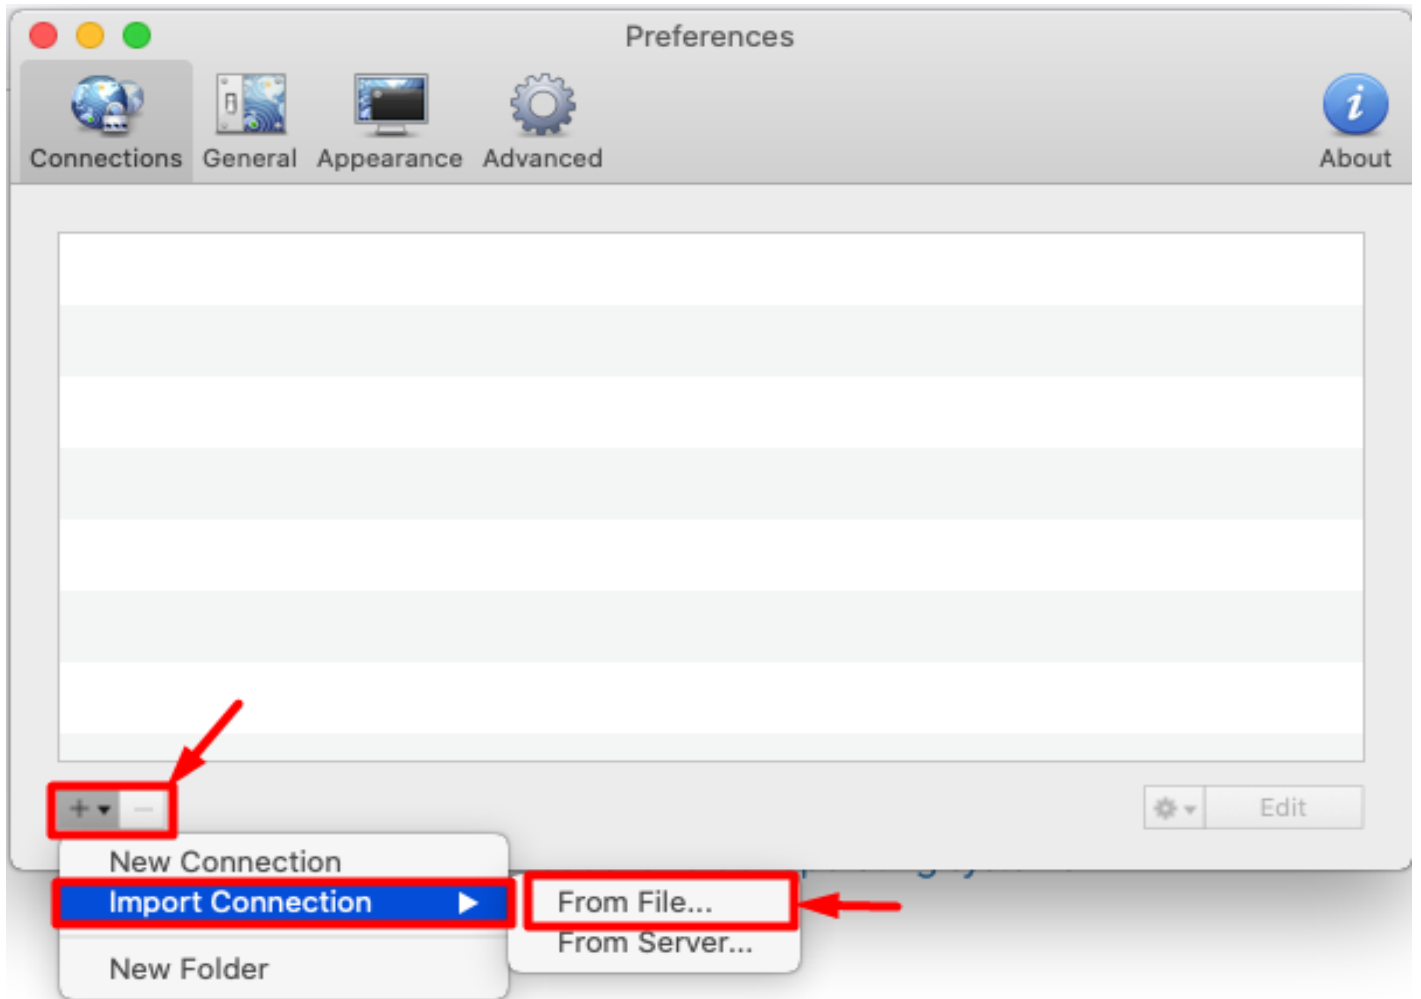 Preferences
Connections General Appearance Advanced About
Edit
New Connection
Import Connection
From File...
From Server...
New Folder